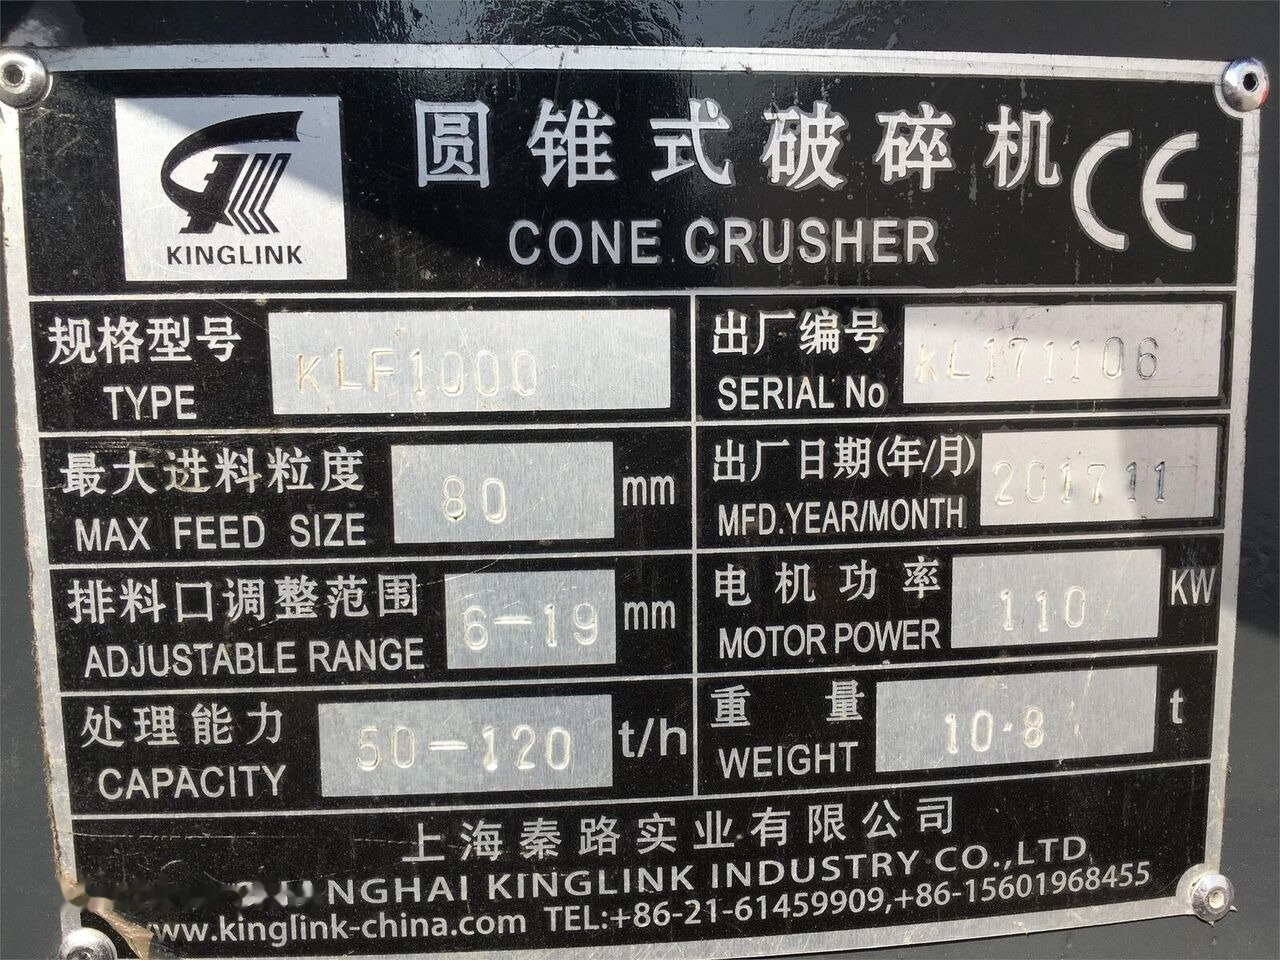 KINGLINK
圆锥式破碎机
CE
CONE CRUSHER
规格型号
TYPE
KLF1000
出厂编号
SERIAL No
KL171106
最大进料粒度
MAX FEED SIZE
80
mm
出厂日期(年/月)
MFD.YEAR/MONTH
2017 11
排料口调整范围
ADJUSTABLE RANGE
6-19
mm
电机功率
MOTOR POWER
110
KW
处理能力
CAPACITY
50-120
t/h
重量
WEIGHT
10.8
t
上海秦路实业有限公司
NGHAI KINGLINK INDUSTRY CO.,LTD
www.kinglink-china.com TEL:+86-21-61459909,+86-15601968455